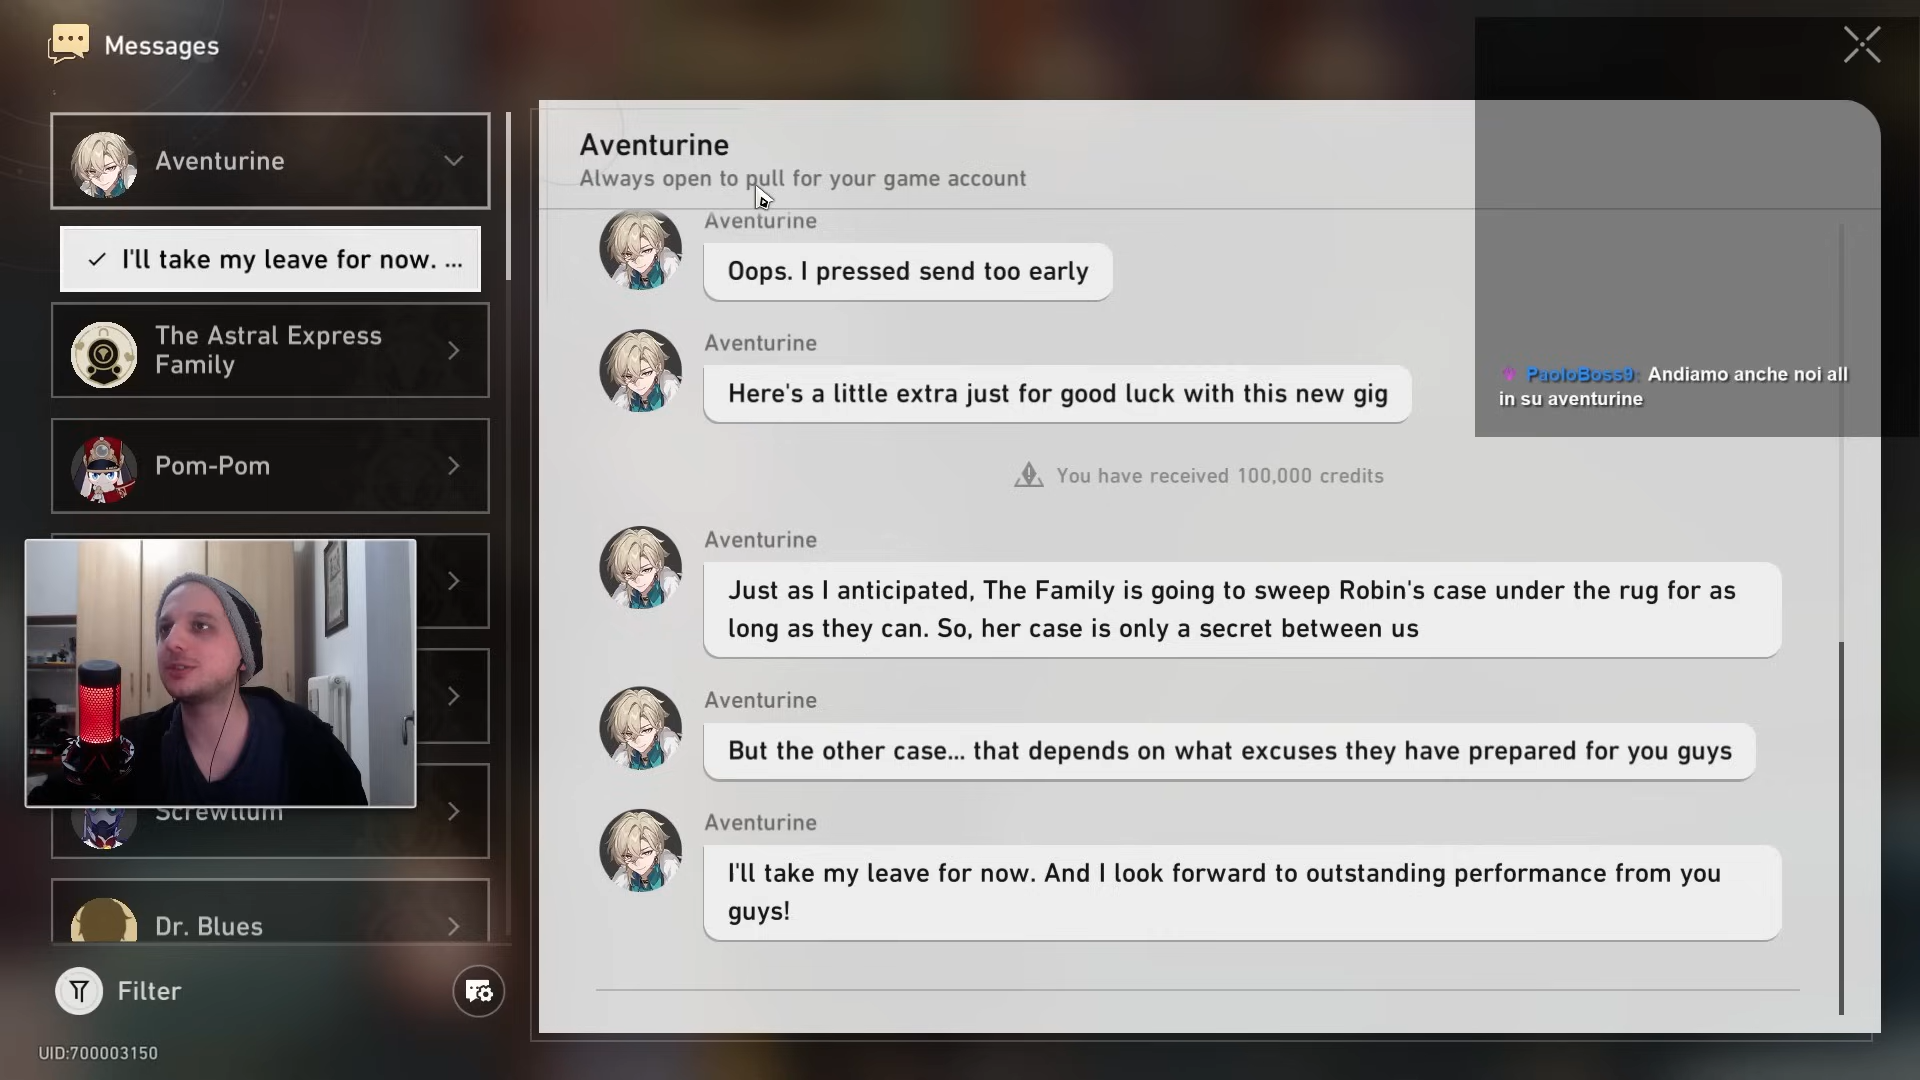 Messages
Aventurine
I'll take my leave for now. ...
The Astral Express
Family
Pom-Pom
Screwllum
Dr. Blues
Filter
UID:700003150
Aventurine
Always open to pull for your game account
Aventurine
Oops. I pressed send too early
Aventurine
Here's a little extra just for good luck with this new gig
You have received 100,000 credits
Aventurine
Just as I anticipated, The Family is going to sweep Robin's case under the rug for as
long as they can. So, her case is only a secret between us
Aventurine
But the other case... that depends on what excuses they have prepared for you guys
Aventurine
I'll take my leave for now. And I look forward to outstanding performance from you
guys!
PaoloBoss9: Andiamo anche noi all
in su aventurine